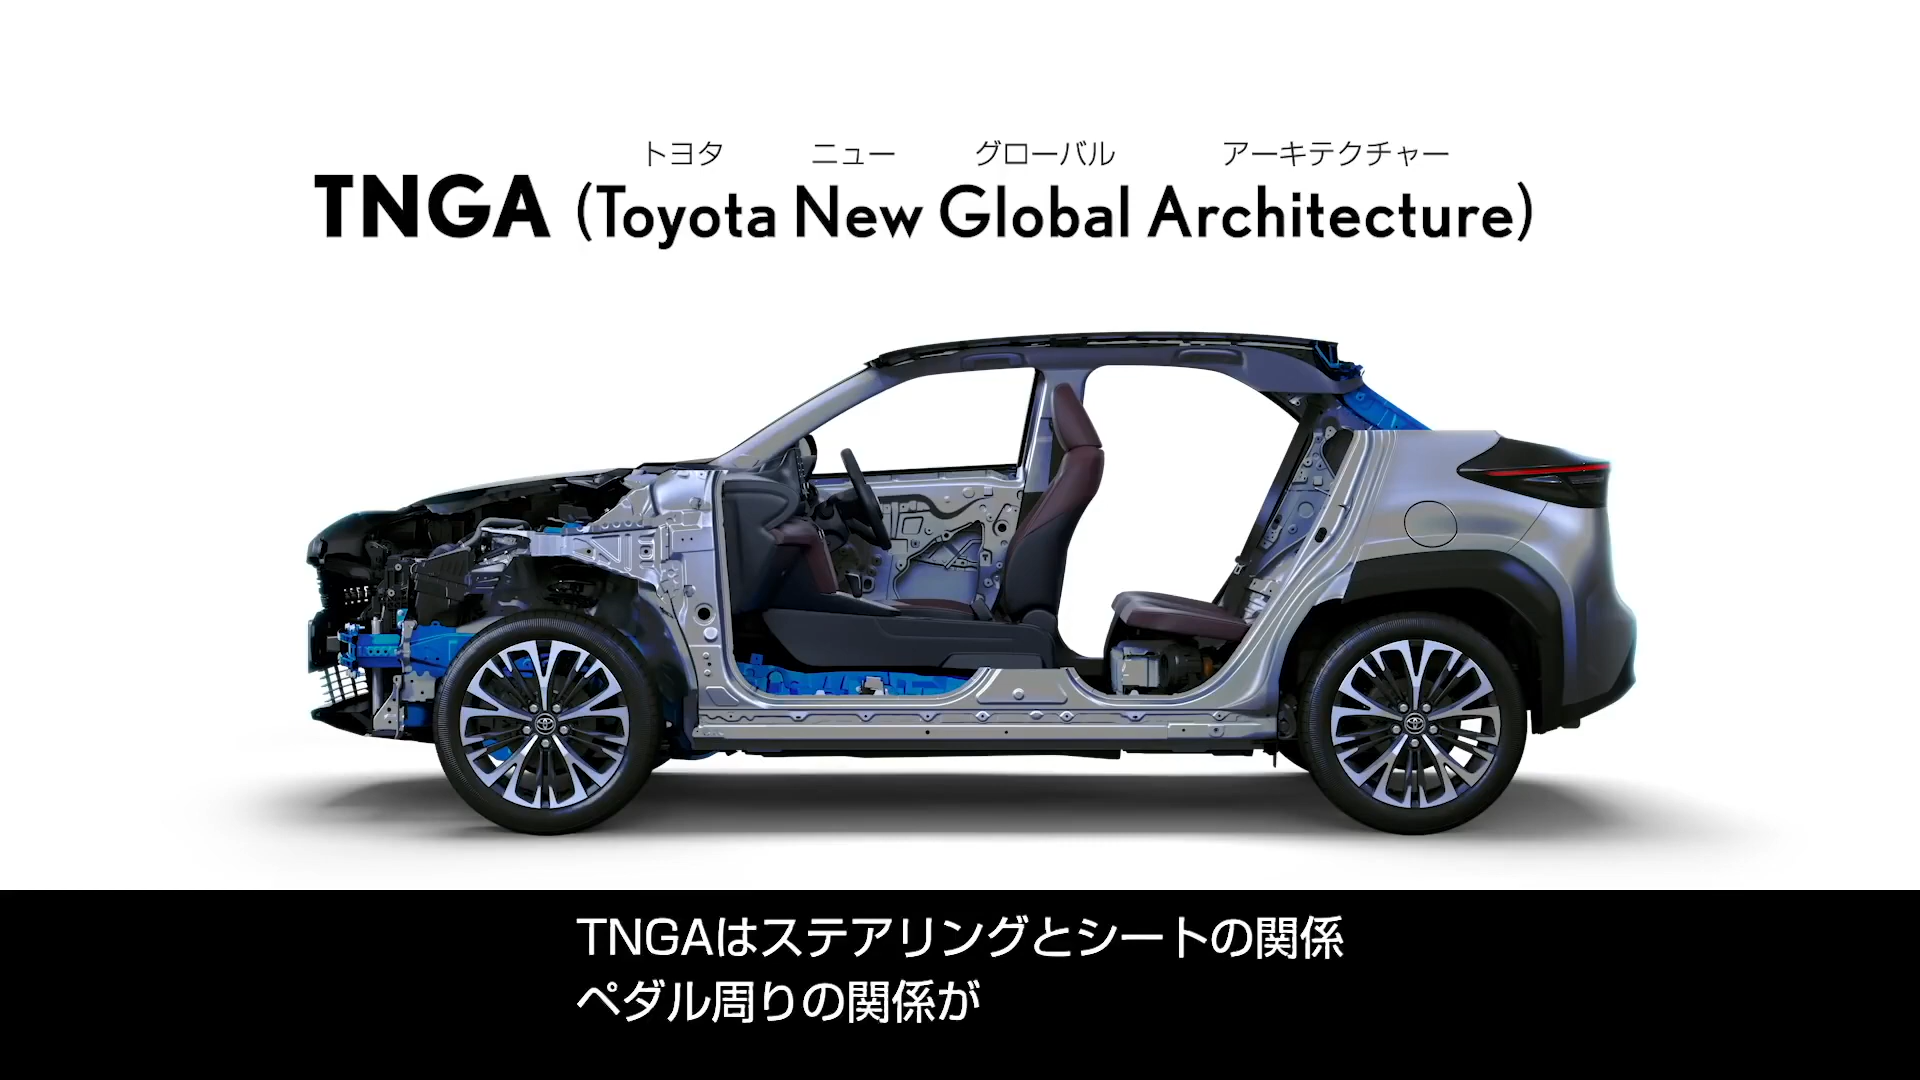 トヨタ ニュー グローバル アーキテクチャー
TNGA (Toyota New Global Architecture)
TNGAはステアリングとシートの関係
ペダル周りの関係が